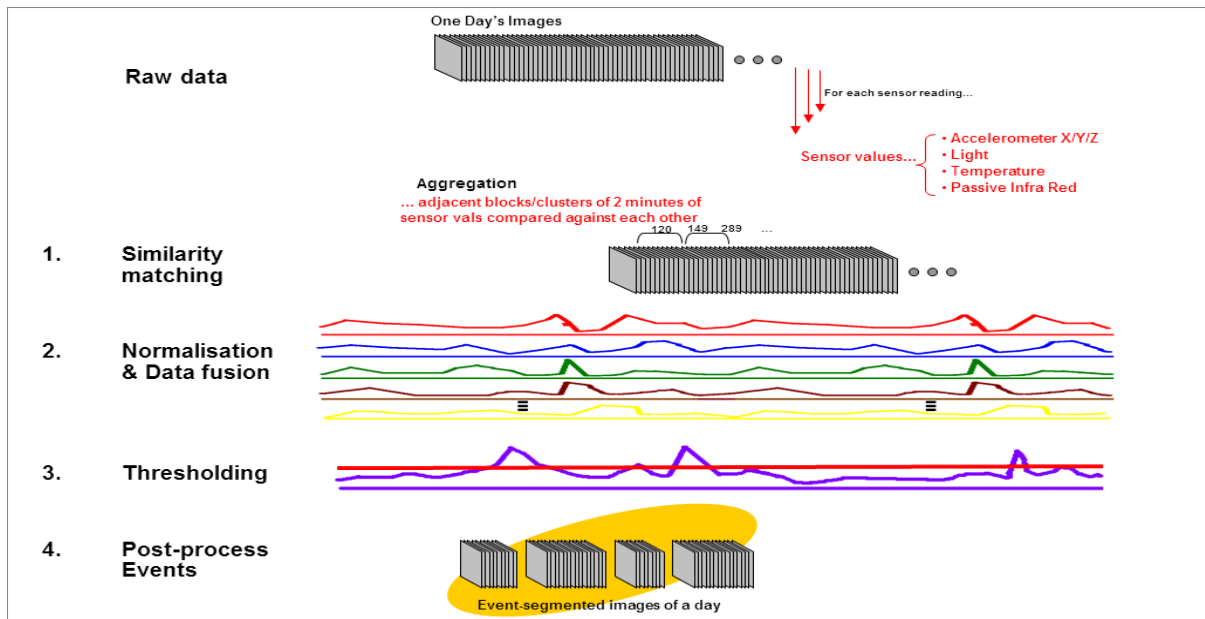 One Day's Images
Raw data
For each sensor reading...
Sensor values...
• Accelerometer X/Y/Z
• Light
• Temperature
• Passive Infra Red
Aggregation
... adjacent blocks/clusters of 2 minutes of
sensor vals compared against each other
120 149 289 ...
1. Similarity
matching
2. Normalisation
& Data fusion
3. Thresholding
4. Post-process
Events
Event-segmented images of a day